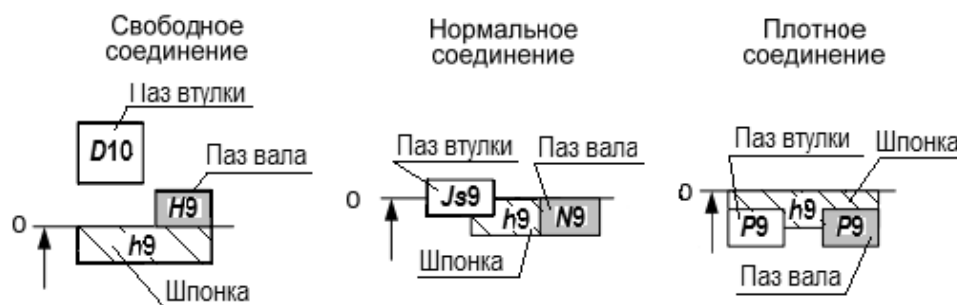 Свободное
соединение
Паз втулки
D10
Паз вала
H9
0
h9
Шпонка
Нормальное
соединение
Паз втулки
Паз вала
0
Js9
h9
N9
Шпонка
Плотное
соединение
Паз втулки
Шпонка
0
h9
P9
P9
Паз вала